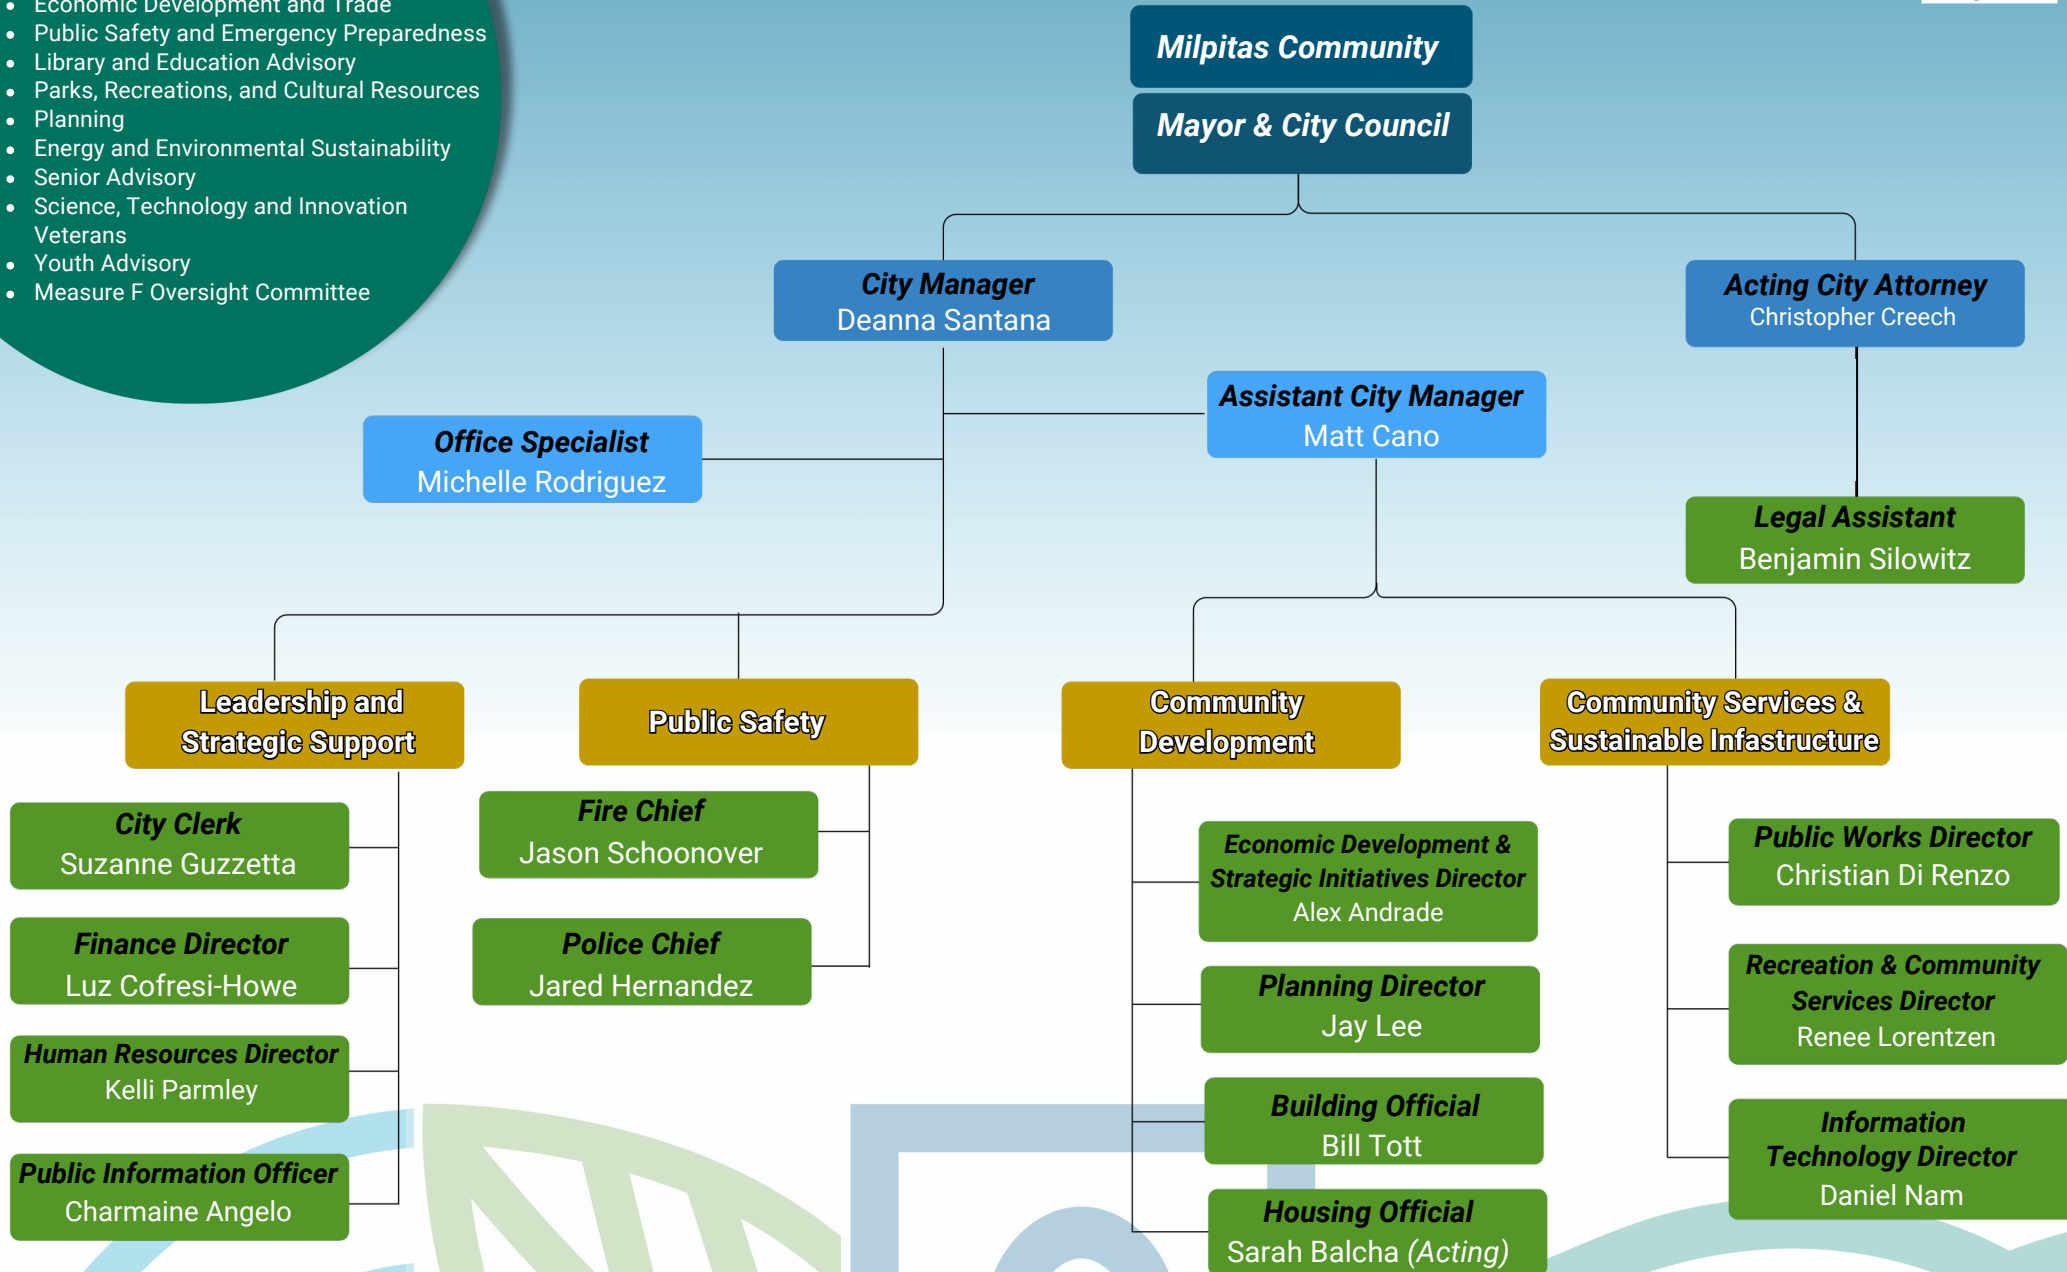 Economic Development and Trade
Public Safety and Emergency Preparedness
Library and Education Advisory
Parks, Recreations, and Cultural Resources
Planning
Energy and Environmental Sustainability
Senior Advisory
Science, Technology and Innovation
Veterans
Youth Advisory
Measure F Oversight Committee
Milpitas Community
Mayor & City Council
City Manager
Deanna Santana
Acting City Attorney
Christopher Creech
Assistant City Manager
Matt Cano
Office Specialist
Michelle Rodriguez
Legal Assistant
Benjamin Silowitz
Leadership and
Strategic Support
City Clerk
Suzanne Guzzetta
Finance Director
Luz Cofresi-Howe
Human Resources Director
Kelli Parmley
Public Information Officer
Charmaine Angelo
Public Safety
Fire Chief
Jason Schoonover
Police Chief
Jared Hernandez
Community
Development
Economic Development &
Strategic Initiatives Director
Alex Andrade
Planning Director
Jay Lee
Building Official
Bill Tott
Housing Official
Sarah Balcha (Acting)
Community Services &
Sustainable Infastructure
Public Works Director
Christian Di Renzo
Recreation & Community
Services Director
Renee Lorentzen
Information
Technology Director
Daniel Nam